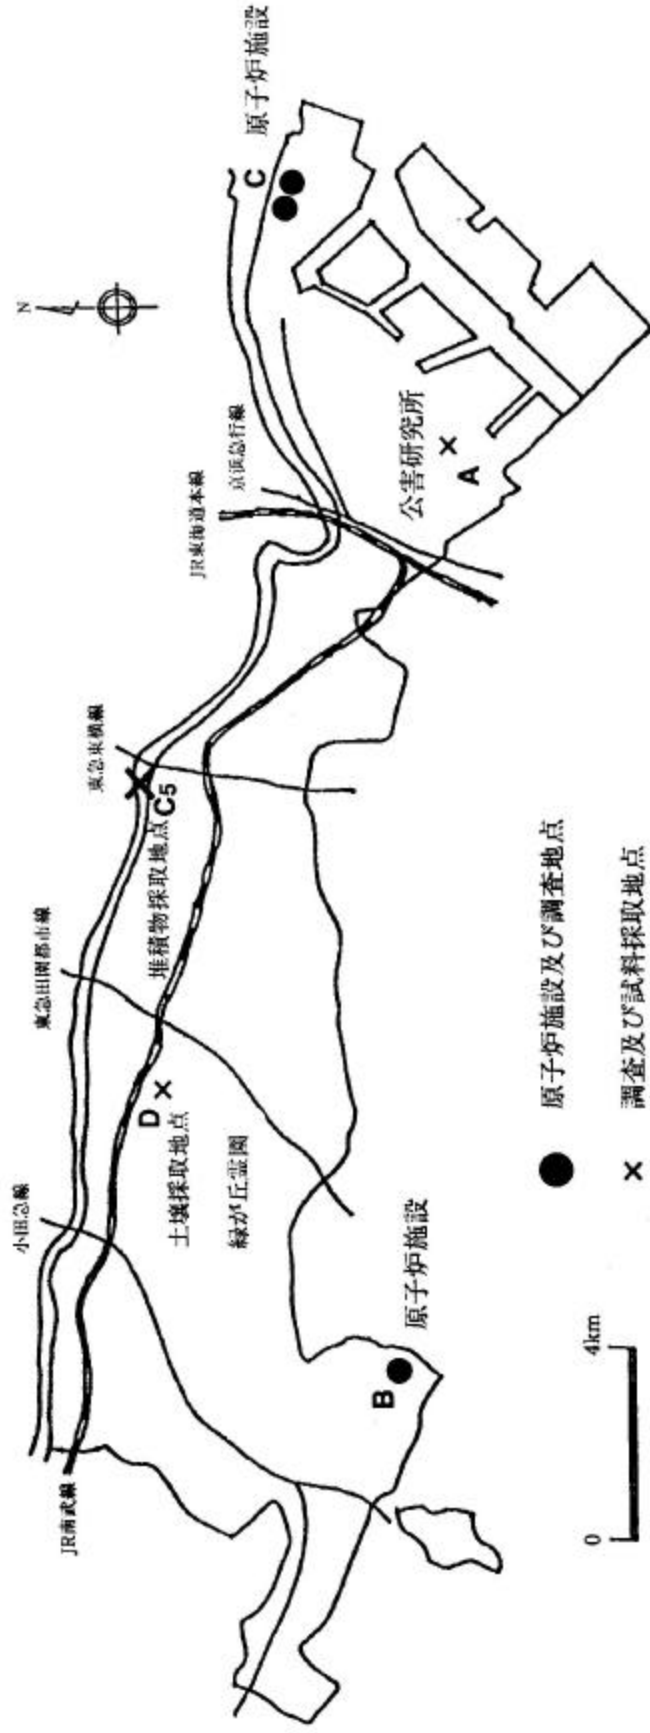 小田急線
東急田園都市線
東急東横線
JR東海道本線
京浜急行線
N
原子炉施設
C
JR南武線
D
土壌採取地点
緑が丘霊園
C5
堆積物採取地点
公害研究所
A
B
原子炉施設
0
4km
原子炉施設及び調査地点
調査及び試料採取地点